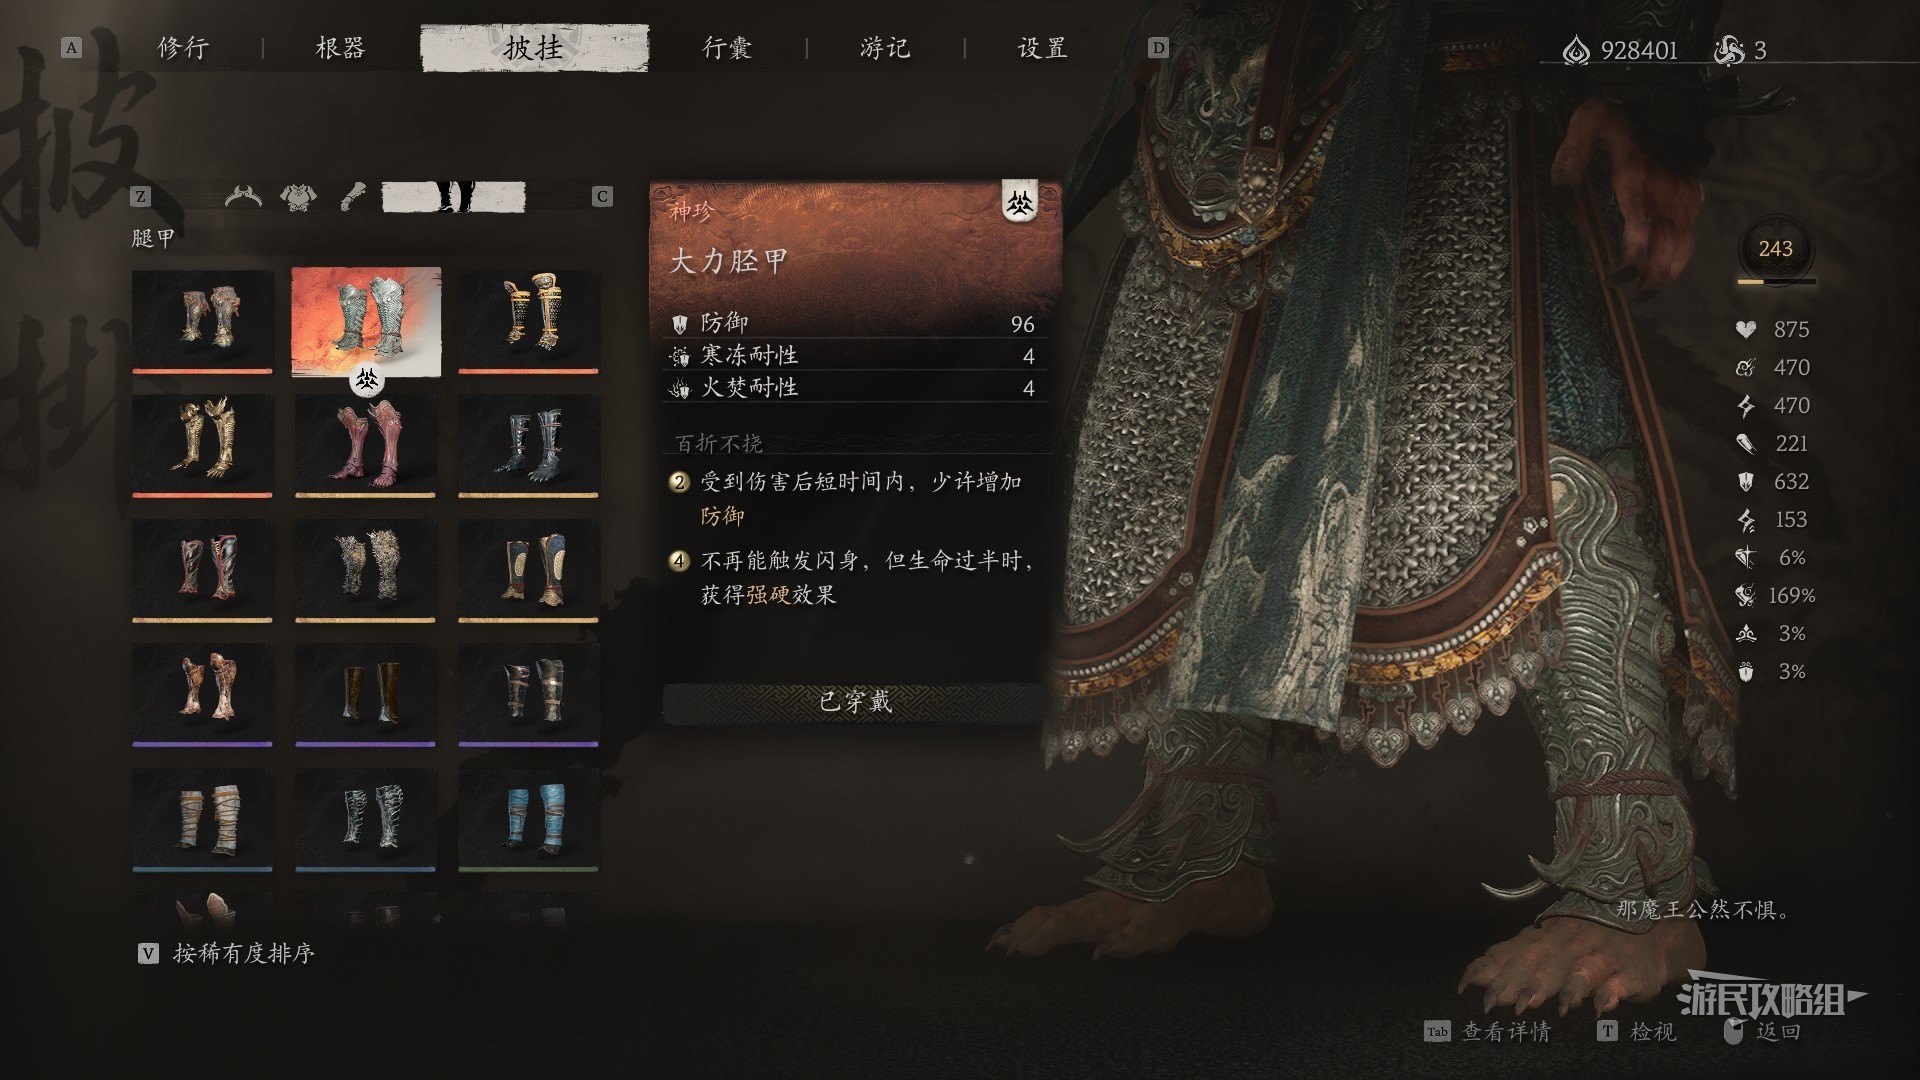 A 修行 根器 披挂 行囊 游记 设置 D
928401 3
披掛
Z C
腿甲
神珍
大力胫甲
防御 96
寒冻耐性 4
火焚耐性 4
百折不挠
2 受到伤害后短时间内，少许增加
防御
4 不再能触发闪身，但生命过半时，
获得强硬效果
已穿戴
243
875
470
470
221
632
153
6%
169%
3%
3%
那魔王公然不惧。
V 按稀有度排序
游民攻略组
Tab 查看详情 T 检视 返回